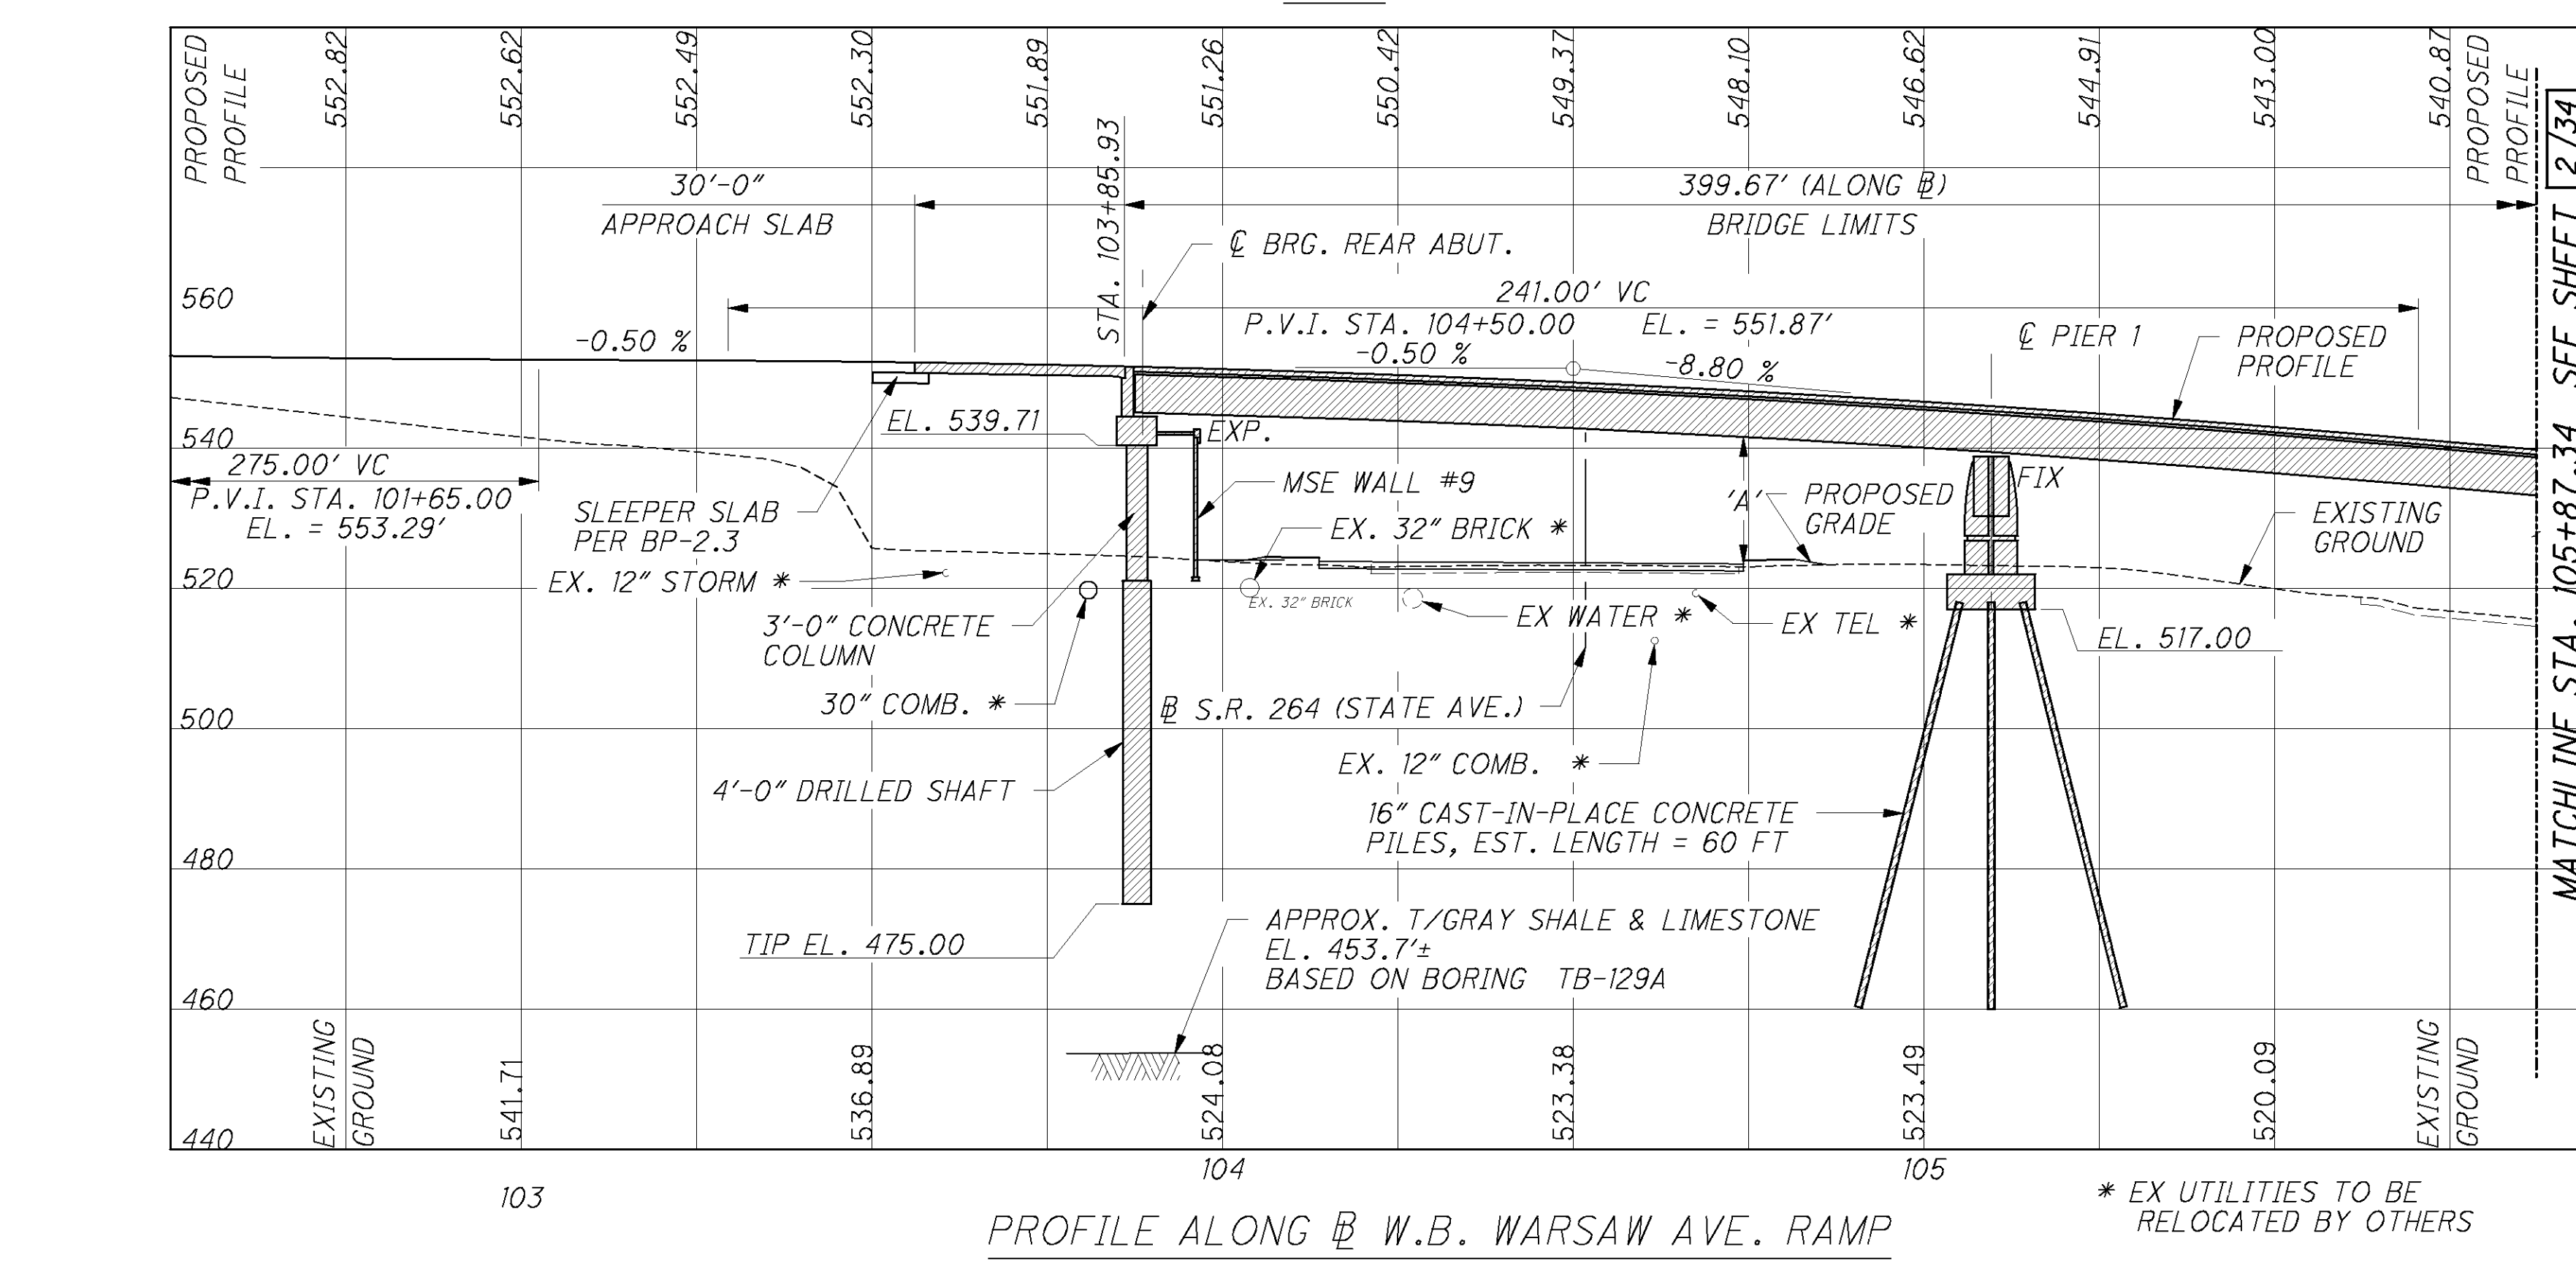 PROPOSED
PROFILE
552.82
552.62
552.49
552.30
551.89
551.26
550.42
549.37
548.10
546.62
544.91
543.00
540.87
PROPOSED
PROFILE
2/34
MATCHLINE STA. 105+87.34 SEE SHEET
STA. 103+85.93
30'-0"
APPROACH SLAB
399.67' (ALONG BL)
BRIDGE LIMITS
CL BRG. REAR ABUT.
560
241.00' VC
P.V.I. STA. 104+50.00 EL. = 551.87'
-0.50 %
-0.50 %
-8.80 %
CL PIER 1
PROPOSED
PROFILE
EL. 539.71
EXP.
540
275.00' VC
P.V.I. STA. 101+65.00
EL. = 553.29'
SLEEPER SLAB
PER BP-2.3
MSE WALL #9
'A'
PROPOSED
GRADE
FIX
EXISTING
GROUND
EX. 32" BRICK *
520
EX. 12" STORM *
EX. 32" BRICK
EX WATER *
EX TEL *
3'-0" CONCRETE
COLUMN
EL. 517.00
30" COMB. *
BL S.R. 264 (STATE AVE.)
500
EX. 12" COMB. *
4'-0" DRILLED SHAFT
16" CAST-IN-PLACE CONCRETE
PILES, EST. LENGTH = 60 FT
480
TIP EL. 475.00
APPROX. T/GRAY SHALE & LIMESTONE
EL. 453.7'±
BASED ON BORING TB-129A
460
EXISTING
GROUND
541.71
536.89
524.08
523.38
523.49
520.09
EXISTING
GROUND
440
103
104
105
PROFILE ALONG BL W.B. WARSAW AVE. RAMP
* EX UTILITIES TO BE
RELOCATED BY OTHERS